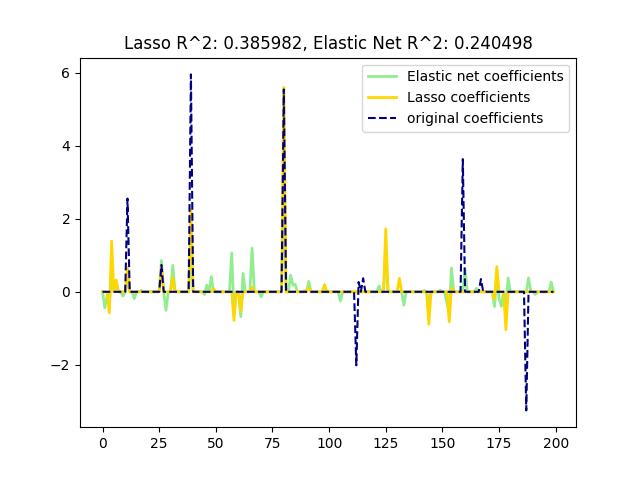 Lasso R^2: 0.385982, Elastic Net R^2: 0.240498
Elastic net coefficients
Lasso coefficients
original coefficients
6
4
2
0
−2
0 25 50 75 100 125 150 175 200